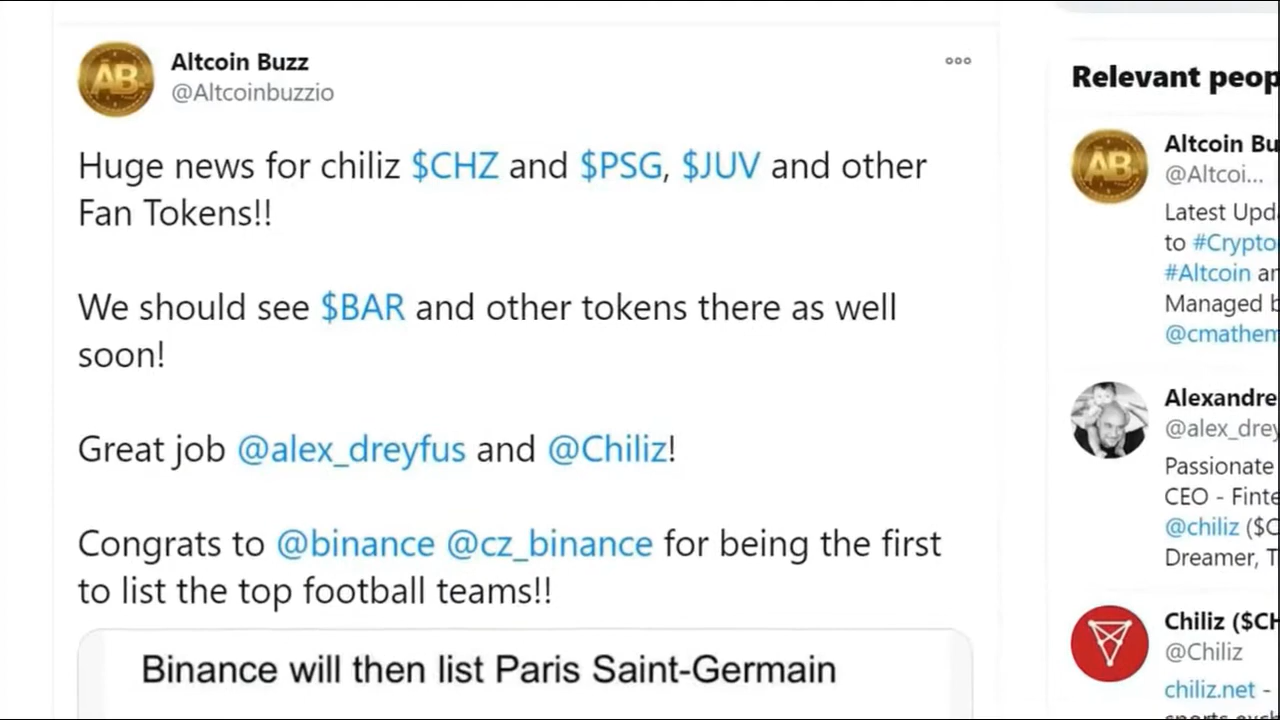 Altcoin Buzz
@Altcoinbuzzio
Huge news for chiliz $CHZ and $PSG, $JUV and other
Fan Tokens!!
We should see $BAR and other tokens there as well
soon!
Great job @alex_dreyfus and @Chiliz!
Congrats to @binance @cz_binance for being the first
to list the top football teams!!
Binance will then list Paris Saint-Germain
Relevant peop
AB
Altcoin Bu
@Altcoi...
Latest Upd
to #Crypto
#Altcoin an
Managed b
@cmathem
Alexandre
@alex_drey
Passionate
CEO - Finte
@chiliz ($C
Dreamer, T
Chiliz ($CH
@Chiliz
chiliz.net -